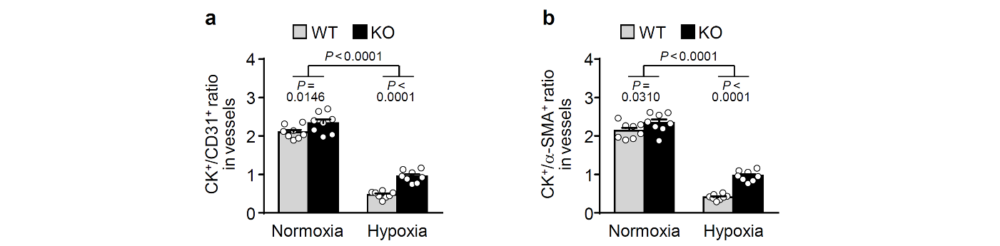 a
WT KO
P < 0.0001
P =
0.0146
P <
0.0001
4
3
2
1
0
CK⁺/CD31⁺ ratio
in vessels
Normoxia Hypoxia
b
WT KO
P < 0.0001
P =
0.0310
P <
0.0001
4
3
2
1
0
CK⁺/α-SMA⁺ ratio
in vessels
Normoxia Hypoxia